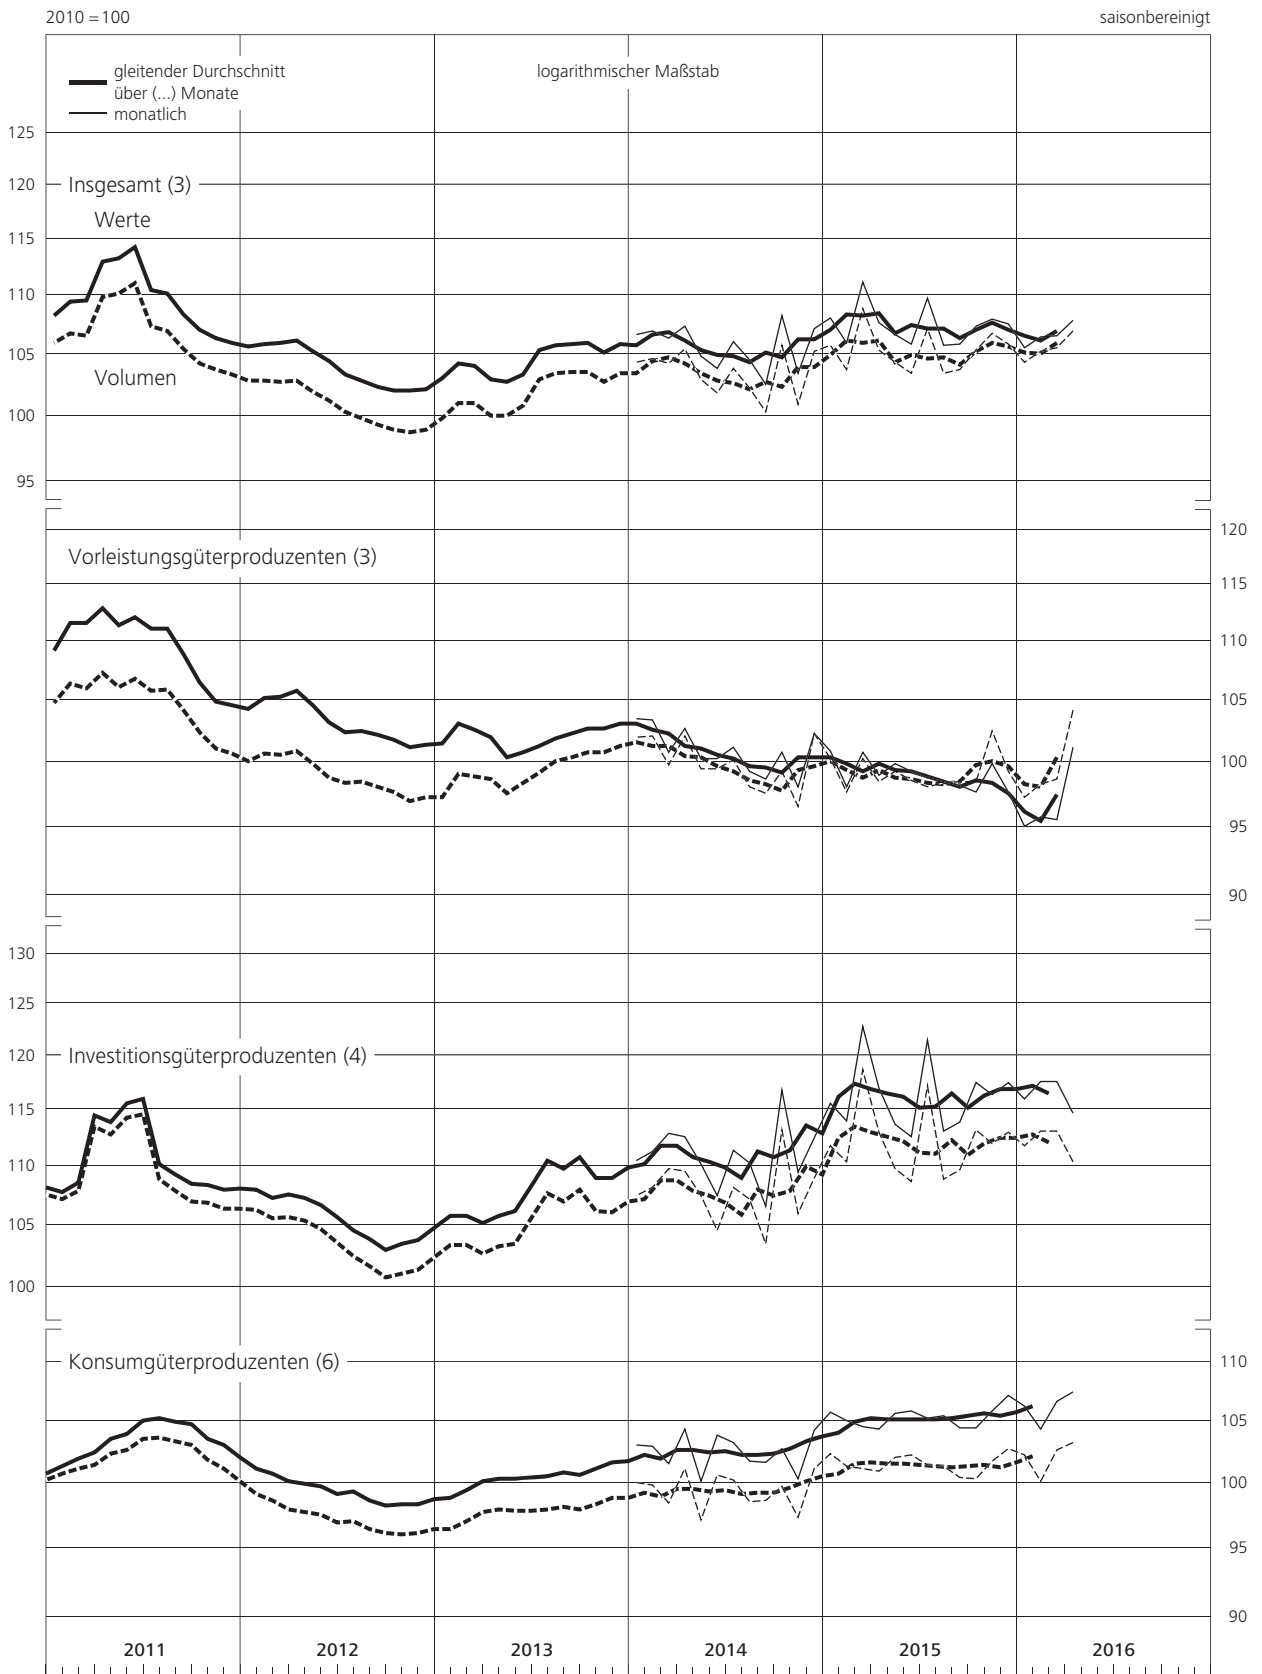 2010 = 100
saisonbereinigt
gleitender Durchschnitt
über (...) Monate
monatlich
logarithmischer Maßstab
125
120
Insgesamt (3)
Werte
115
110
105
Volumen
100
95
120
Vorleistungsgüterproduzenten (3)
115
110
105
100
95
90
130
125
120
Investitionsgüterproduzenten (4)
115
110
105
100
Konsumgüterproduzenten (6)
110
105
100
95
90
2011 2012 2013 2014 2015 2016